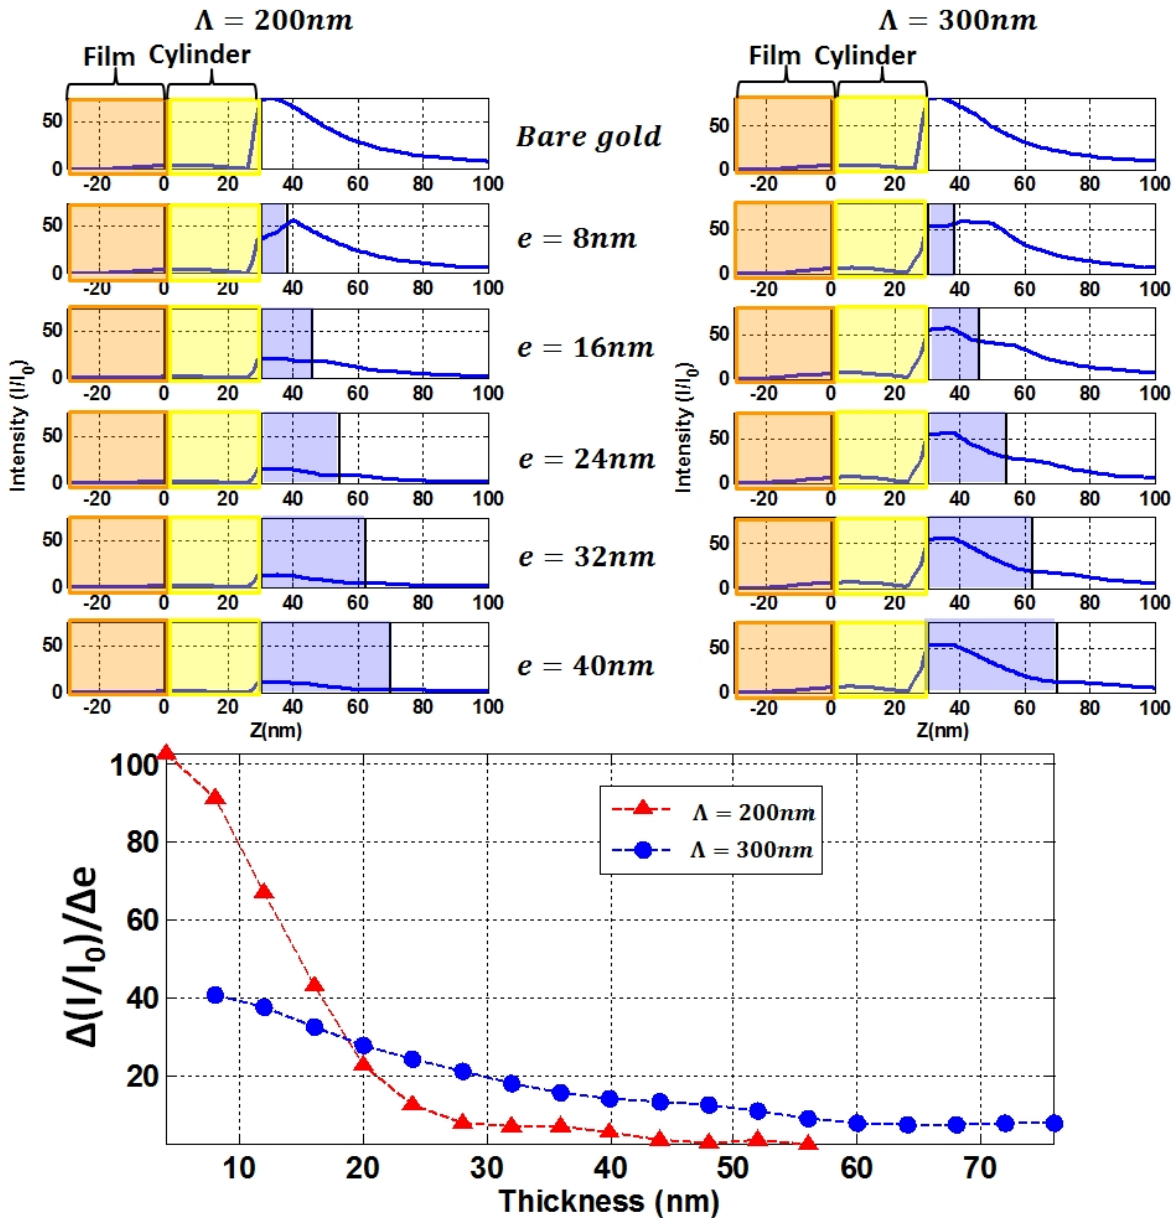 Λ = 200nm
Λ = 300nm
Film Cylinder
Film Cylinder
50
0
-20 0 20 40 60 80 100
Bare gold
50
0
-20 0 20 40 60 80 100
50
0
-20 0 20 40 60 80 100
e = 8nm
50
0
-20 0 20 40 60 80 100
50
0
-20 0 20 40 60 80 100
e = 16nm
50
0
-20 0 20 40 60 80 100
Intensity (I/I0)
Intensity (I/I0)
50
0
-20 0 20 40 60 80 100
e = 24nm
50
0
-20 0 20 40 60 80 100
50
0
-20 0 20 40 60 80 100
e = 32nm
50
0
-20 0 20 40 60 80 100
50
0
-20 0 20 40 60 80 100
e = 40nm
50
0
-20 0 20 40 60 80 100
Z(nm)
Z(nm)
100
80
60
40
20
Δ(I/I0)/Δe
Λ = 200nm
Λ = 300nm
10 20 30 40 50 60 70
Thickness (nm)